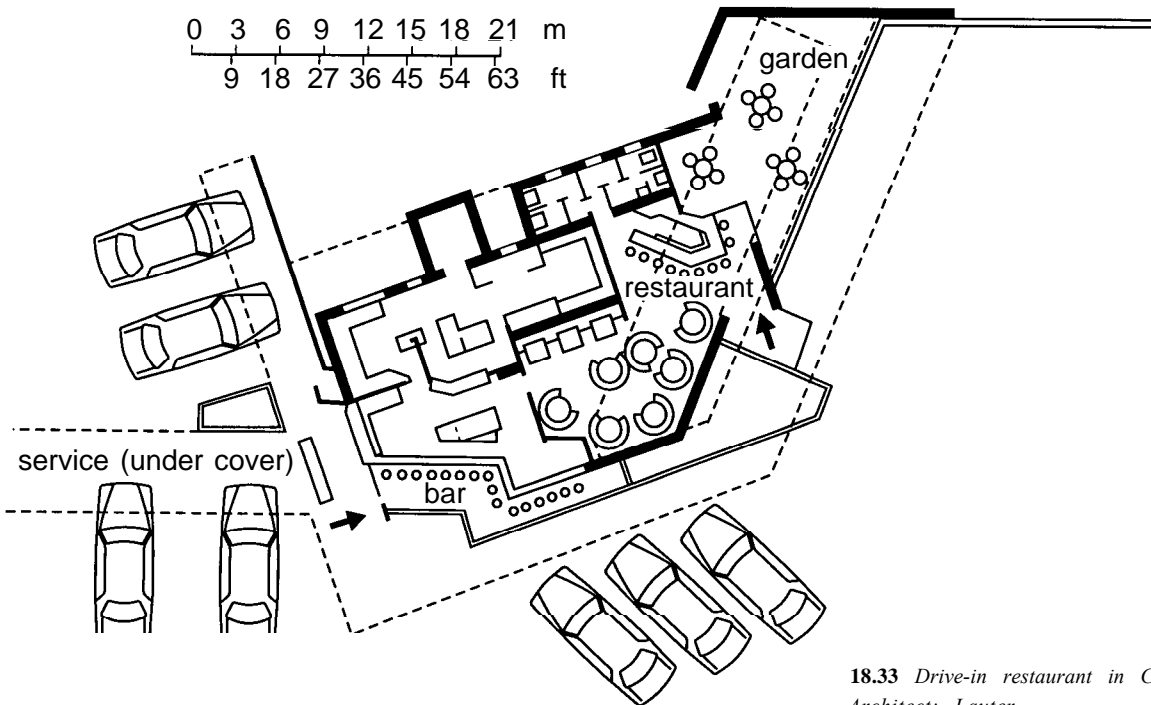 0 3 6 9 12 15 18 21 m
9 18 27 36 45 54 63 ft
garden
restaurant
service (under cover)
bar
18.33 Drive-in restaurant in C